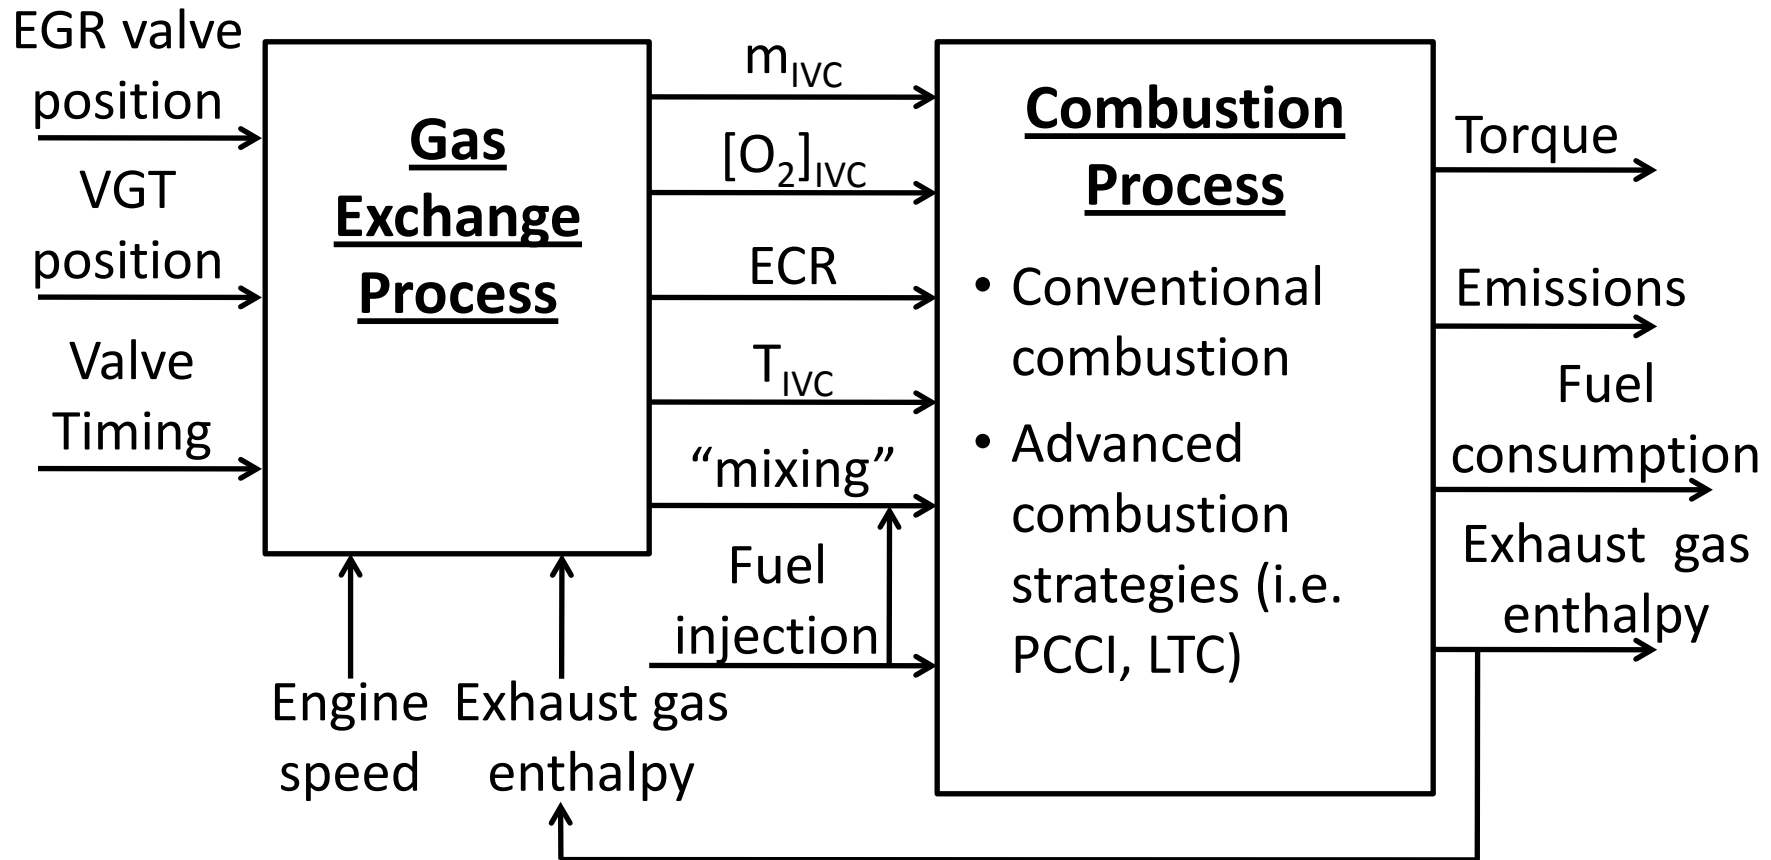 EGR valve
position
VGT
position
Valve
Timing
Gas
Exchange
Process
Engine
speed
Exhaust gas
enthalpy
m_IVC
[O₂]_IVC
ECR
T_IVC
“mixing”
Fuel
injection
Combustion
Process
• Conventional
combustion
• Advanced
combustion
strategies (i.e.
PCCI, LTC)
Torque
Emissions
Fuel
consumption
Exhaust gas
enthalpy